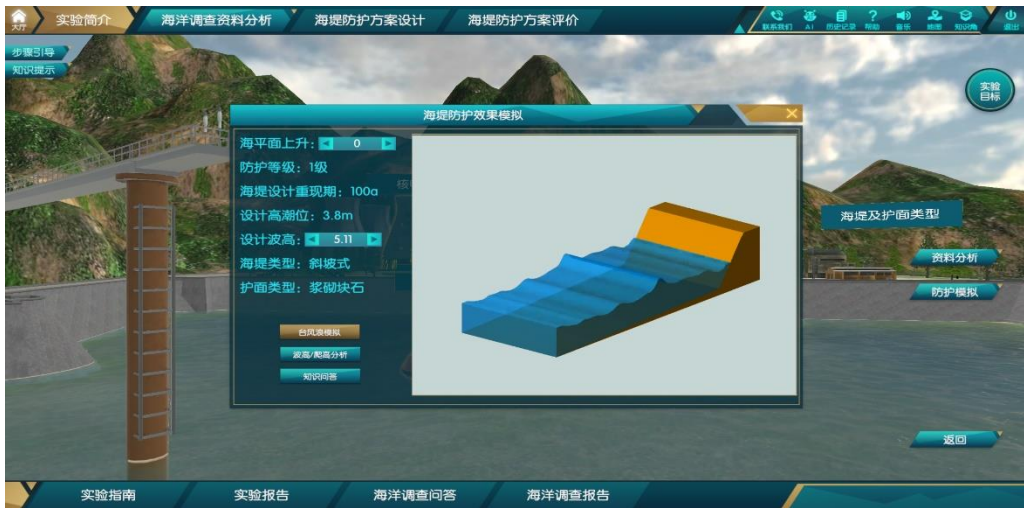 大厅
实验简介
海洋调查资料分析
海堤防护方案设计
海堤防护方案评价
联系我们
AI
历史记录
帮助
音乐
地图
知识角
退出
步骤引导
知识提示
实验
目标
海堤防护效果模拟
海平面上升: 0
防护等级: 1级
海堤设计重现期: 100a
设计高潮位: 3.8m
设计波高: 5.11
海堤类型: 斜坡式
护面类型: 浆砌块石
台风浪模拟
波高/爬高分析
知识问答
海堤及护面类型
资料分析
防护模拟
返回
实验指南
实验报告
海洋调查问答
海洋调查报告